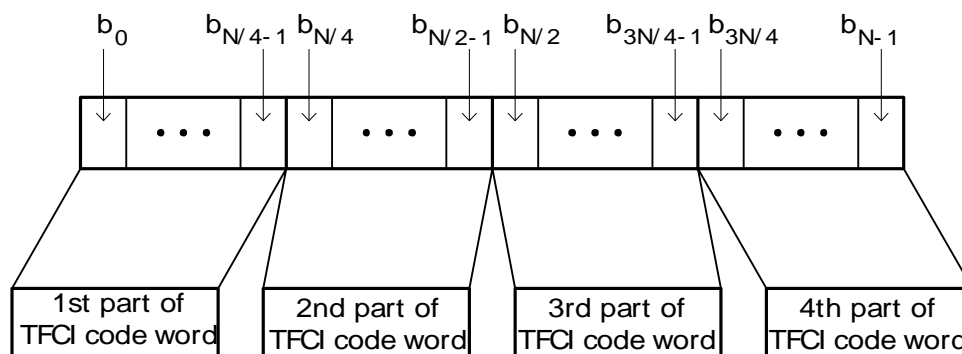 b0 bN/4-1 bN/4 bN/2-1 bN/2 b3N/4-1 b3N/4 bN-1
1st part of
TFCI code word
2nd part of
TFCI code word
3rd part of
TFCI code word
4th part of
TFCI code word